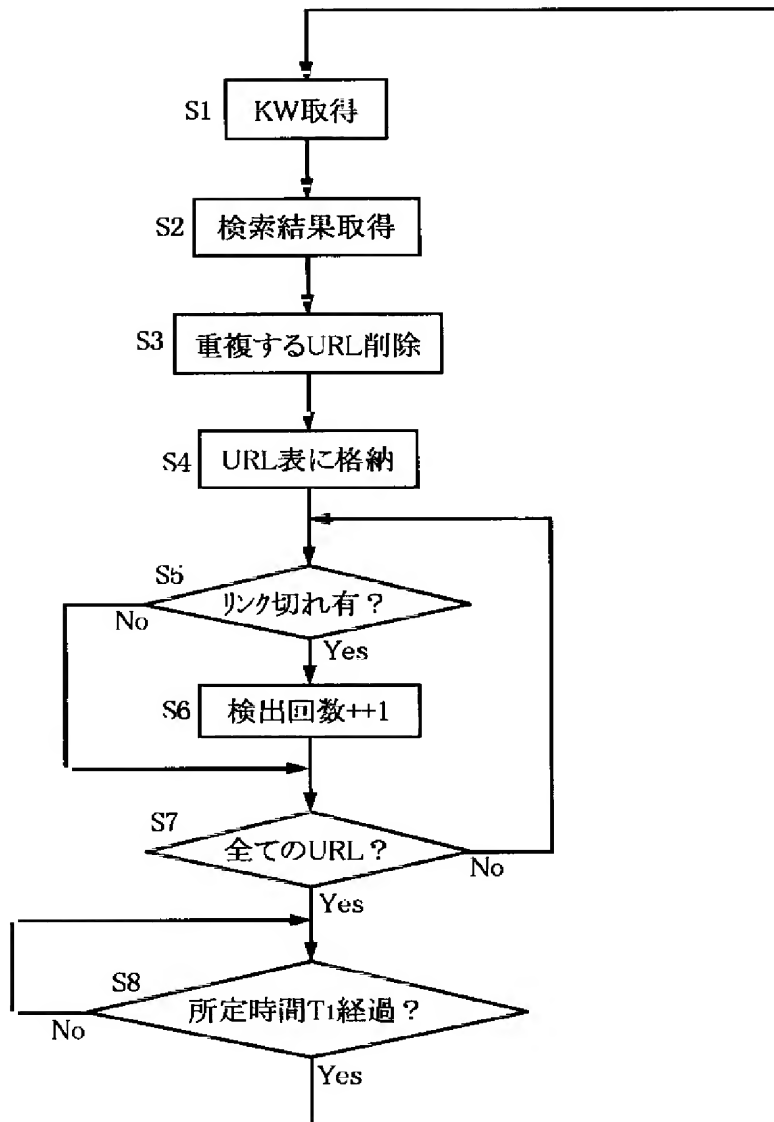 S1 KW取得
S2 検索結果取得
S3 重複するURL削除
S4 URL表に格納
S5
リンク切れ有？
No
Yes
S6 検出回数++1
S7
全てのURL？
No
Yes
S8
所定時間T1経過？
No
Yes